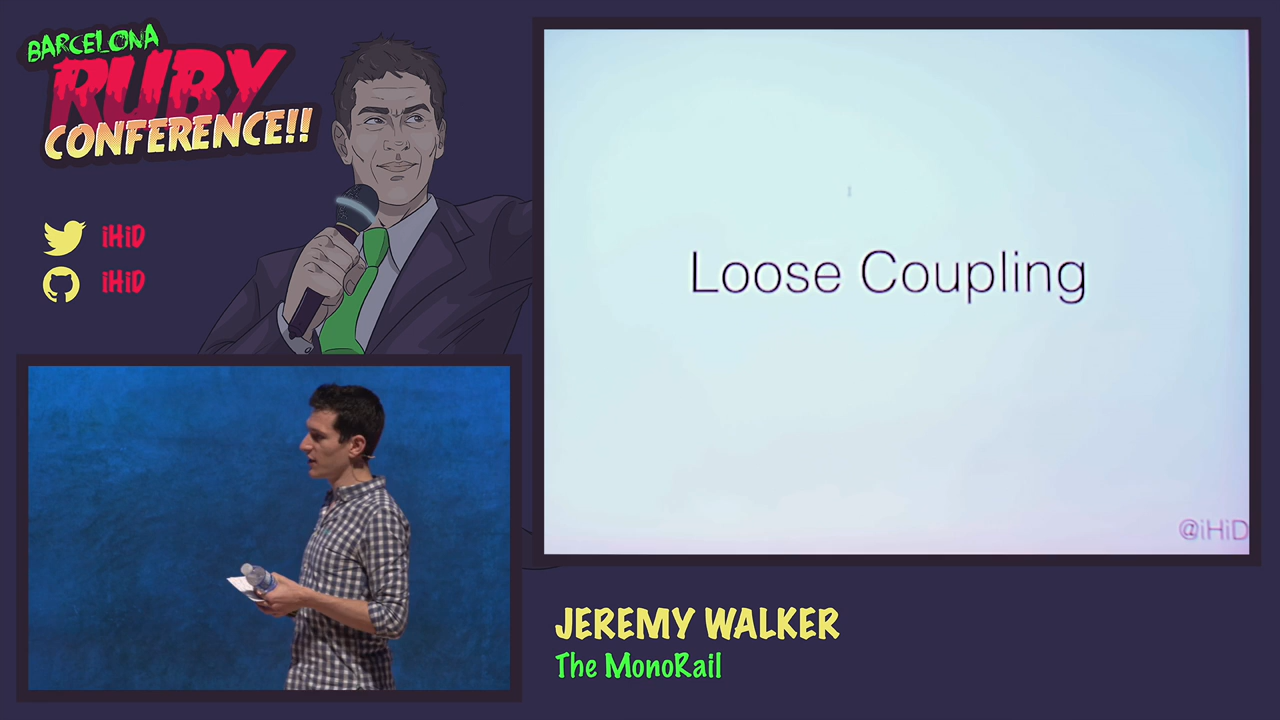 BARCELONA
RUBY
CONFERENCE!!
iHiD
iHiD
Loose Coupling
@iHiD
JEREMY WALKER
The MonoRail